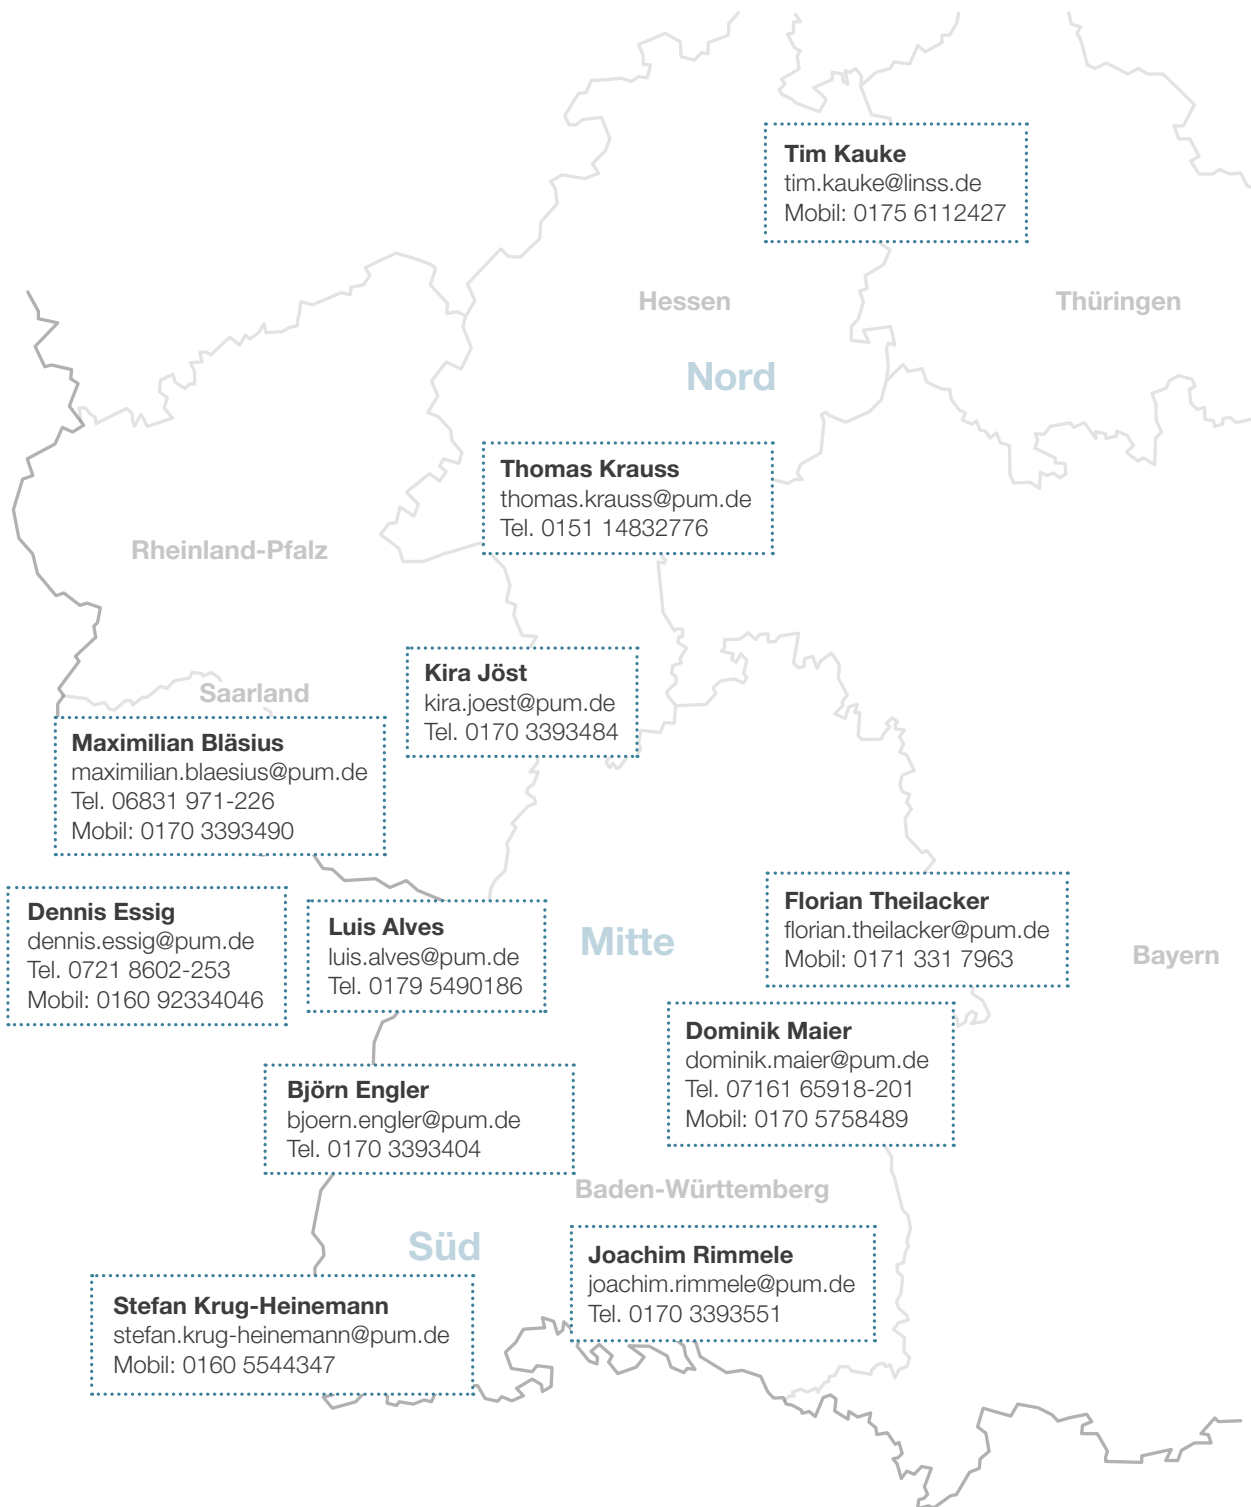 Tim Kauke
tim.kauke@linss.de
Mobil: 0175 6112427
Hessen
Thüringen
Nord
Thomas Krauss
thomas.krauss@pum.de
Tel. 0151 14832776
Rheinland-Pfalz
Kira Jöst
kira.joest@pum.de
Tel. 0170 3393484
Saarland
Maximilian Bläsius
maximilian.blaesius@pum.de
Tel. 06831 971-226
Mobil: 0170 3393490
Dennis Essig
dennis.essig@pum.de
Tel. 0721 8602-253
Mobil: 0160 92334046
Luis Alves
luis.alves@pum.de
Tel. 0179 5490186
Mitte
Florian Theilacker
florian.theilacker@pum.de
Mobil: 0171 331 7963
Bayern
Dominik Maier
dominik.maier@pum.de
Tel. 07161 65918-201
Mobil: 0170 5758489
Björn Engler
bjoern.engler@pum.de
Tel. 0170 3393404
Baden-Württemberg
Süd
Joachim Rimmele
joachim.rimmele@pum.de
Tel. 0170 3393551
Stefan Krug-Heinemann
stefan.krug-heinemann@pum.de
Mobil: 0160 5544347